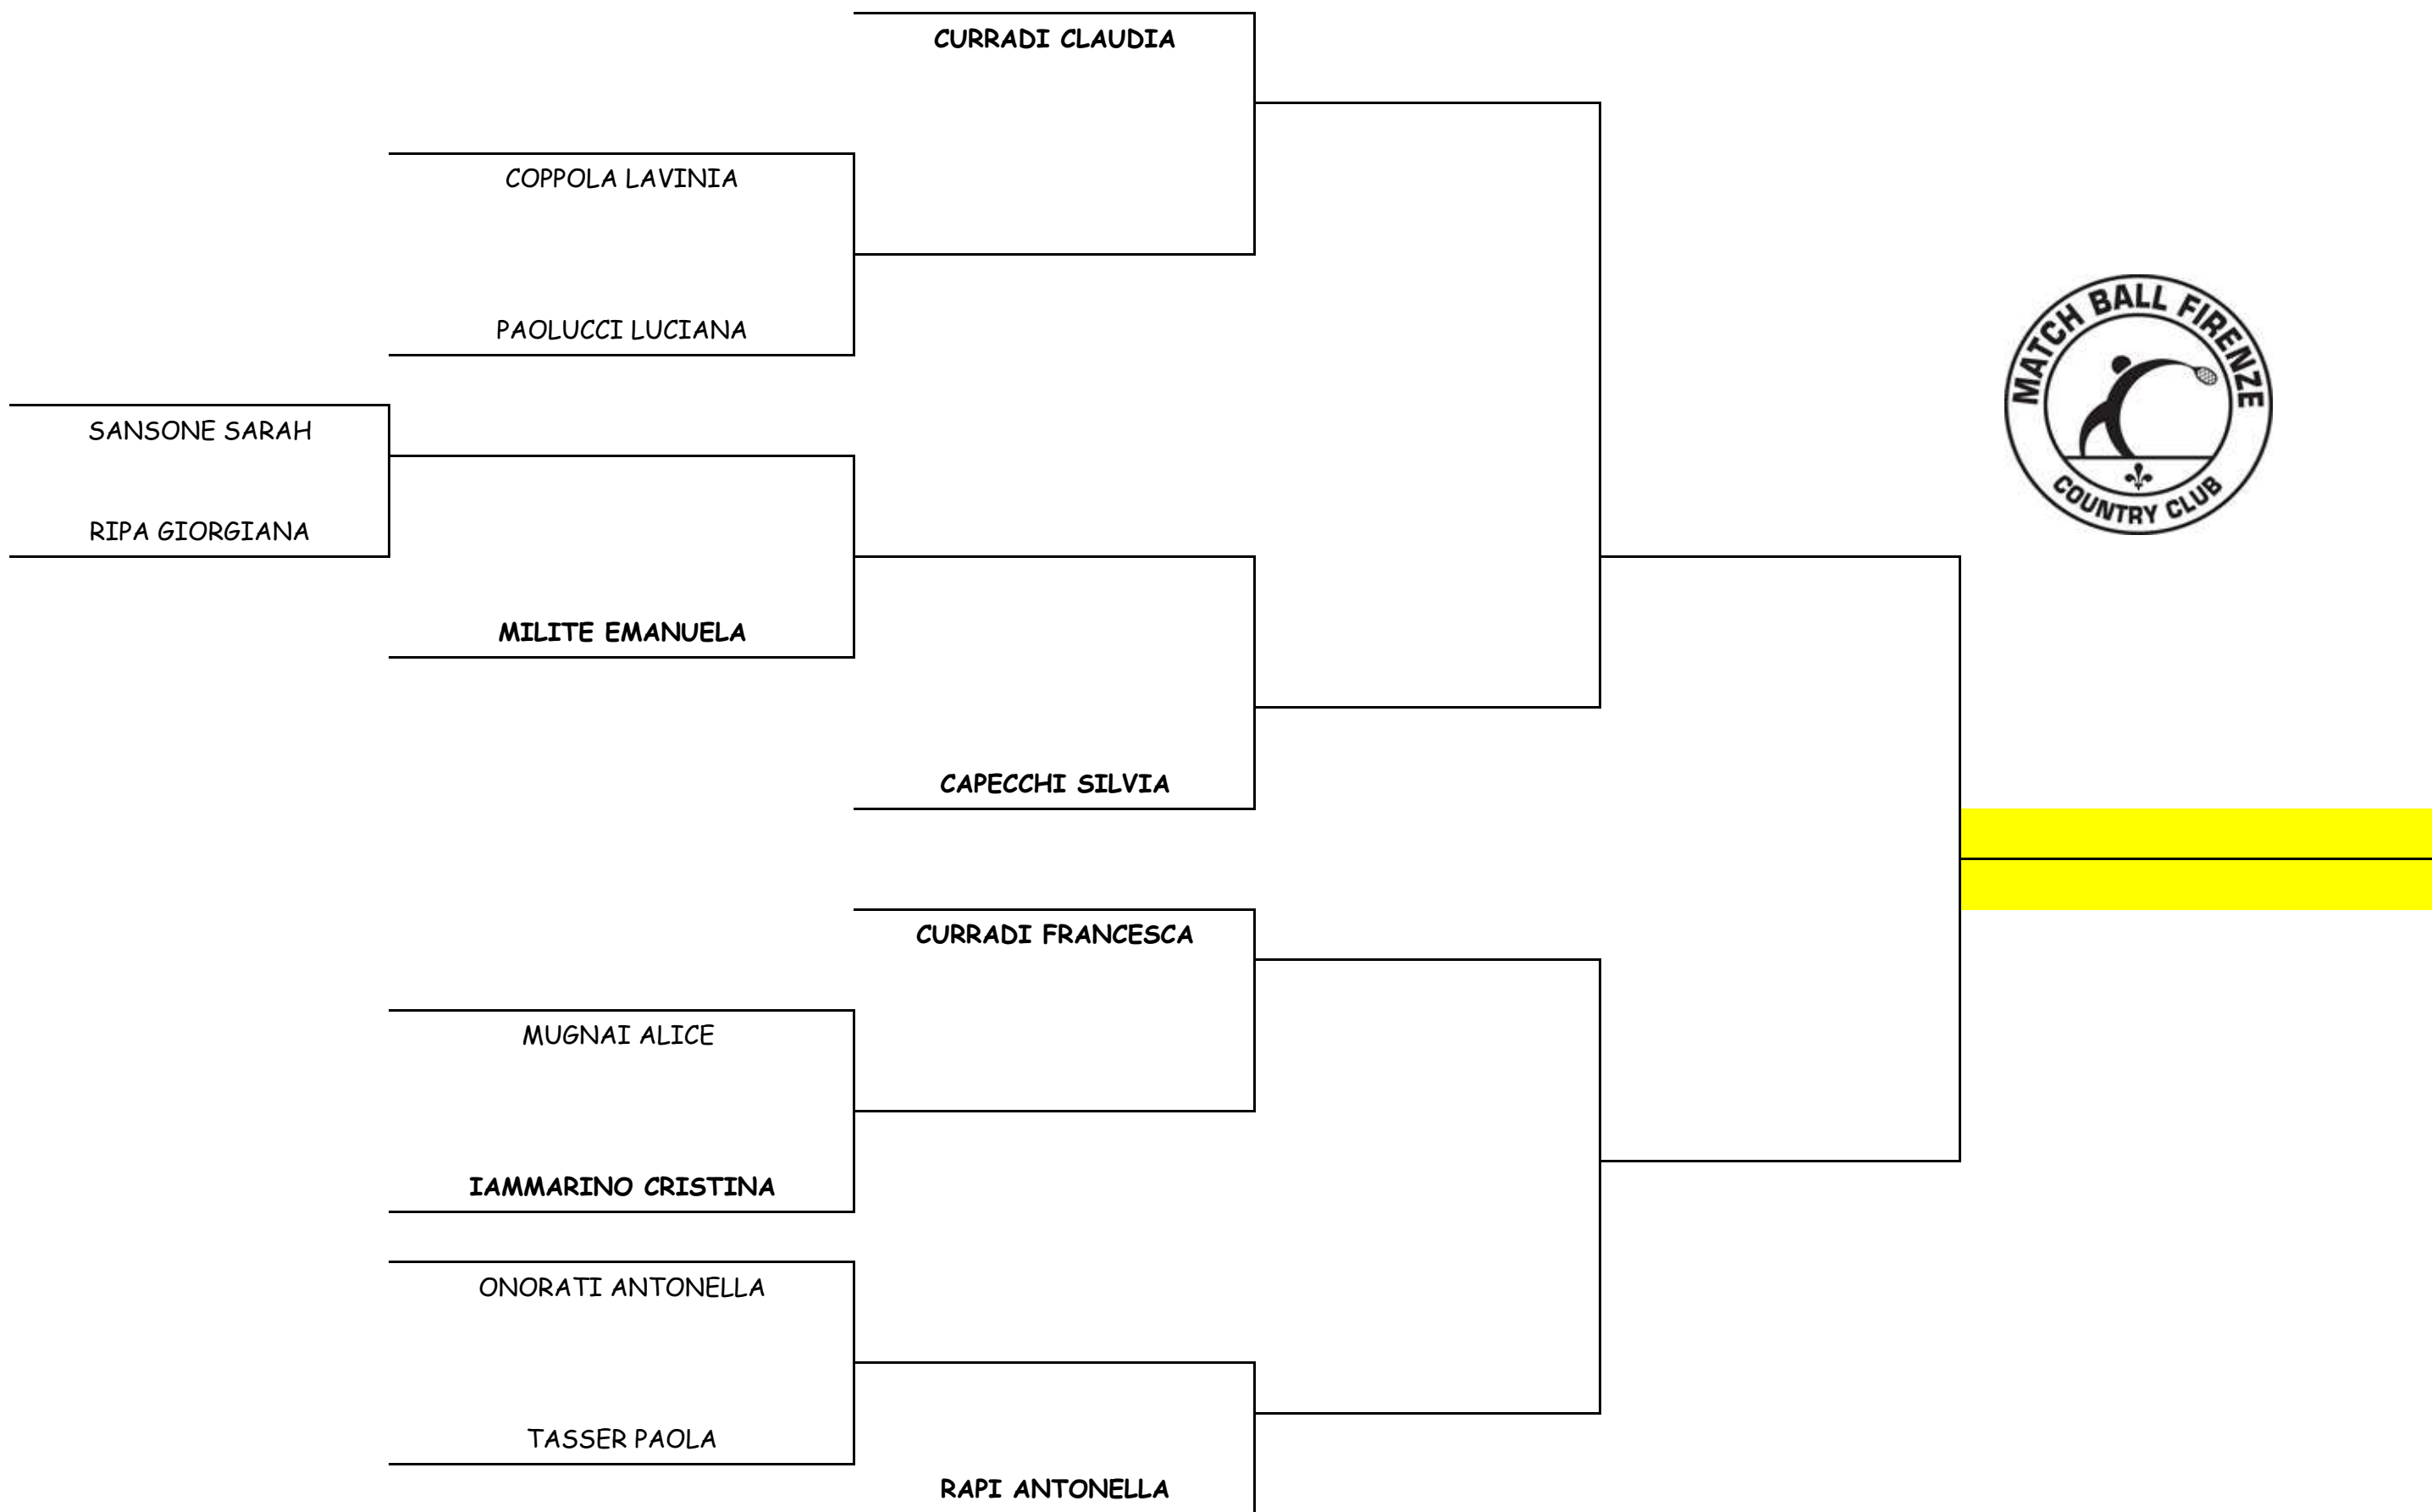 CURRADI CLAUDIA
COPPOLA LAVINIA
PAOLUCCI LUCIANA
SANSONE SARAH
RIPA GIORGIANA
MILITE EMANUELA
CAPECCHI SILVIA
CURRADI FRANCESCA
MUGNAI ALICE
IAMMARINO CRISTINA
ONORATI ANTONELLA
TASSER PAOLA
RAPI ANTONELLA
MATCH BALL FIRENZE
COUNTRY CLUB